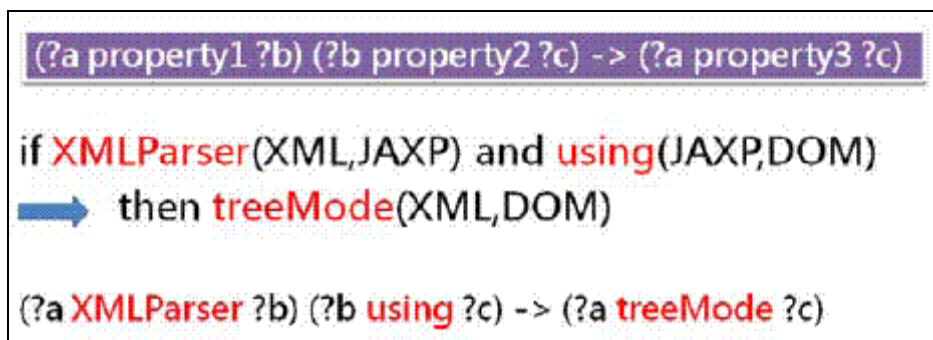 (?a property1 ?b) (?b property2 ?c) -> (?a property3 ?c)
if XMLParser(XML,JAXP) and using(JAXP,DOM)
then treeMode(XML,DOM)
(?a XMLParser ?b) (?b using ?c) -> (?a treeMode ?c)